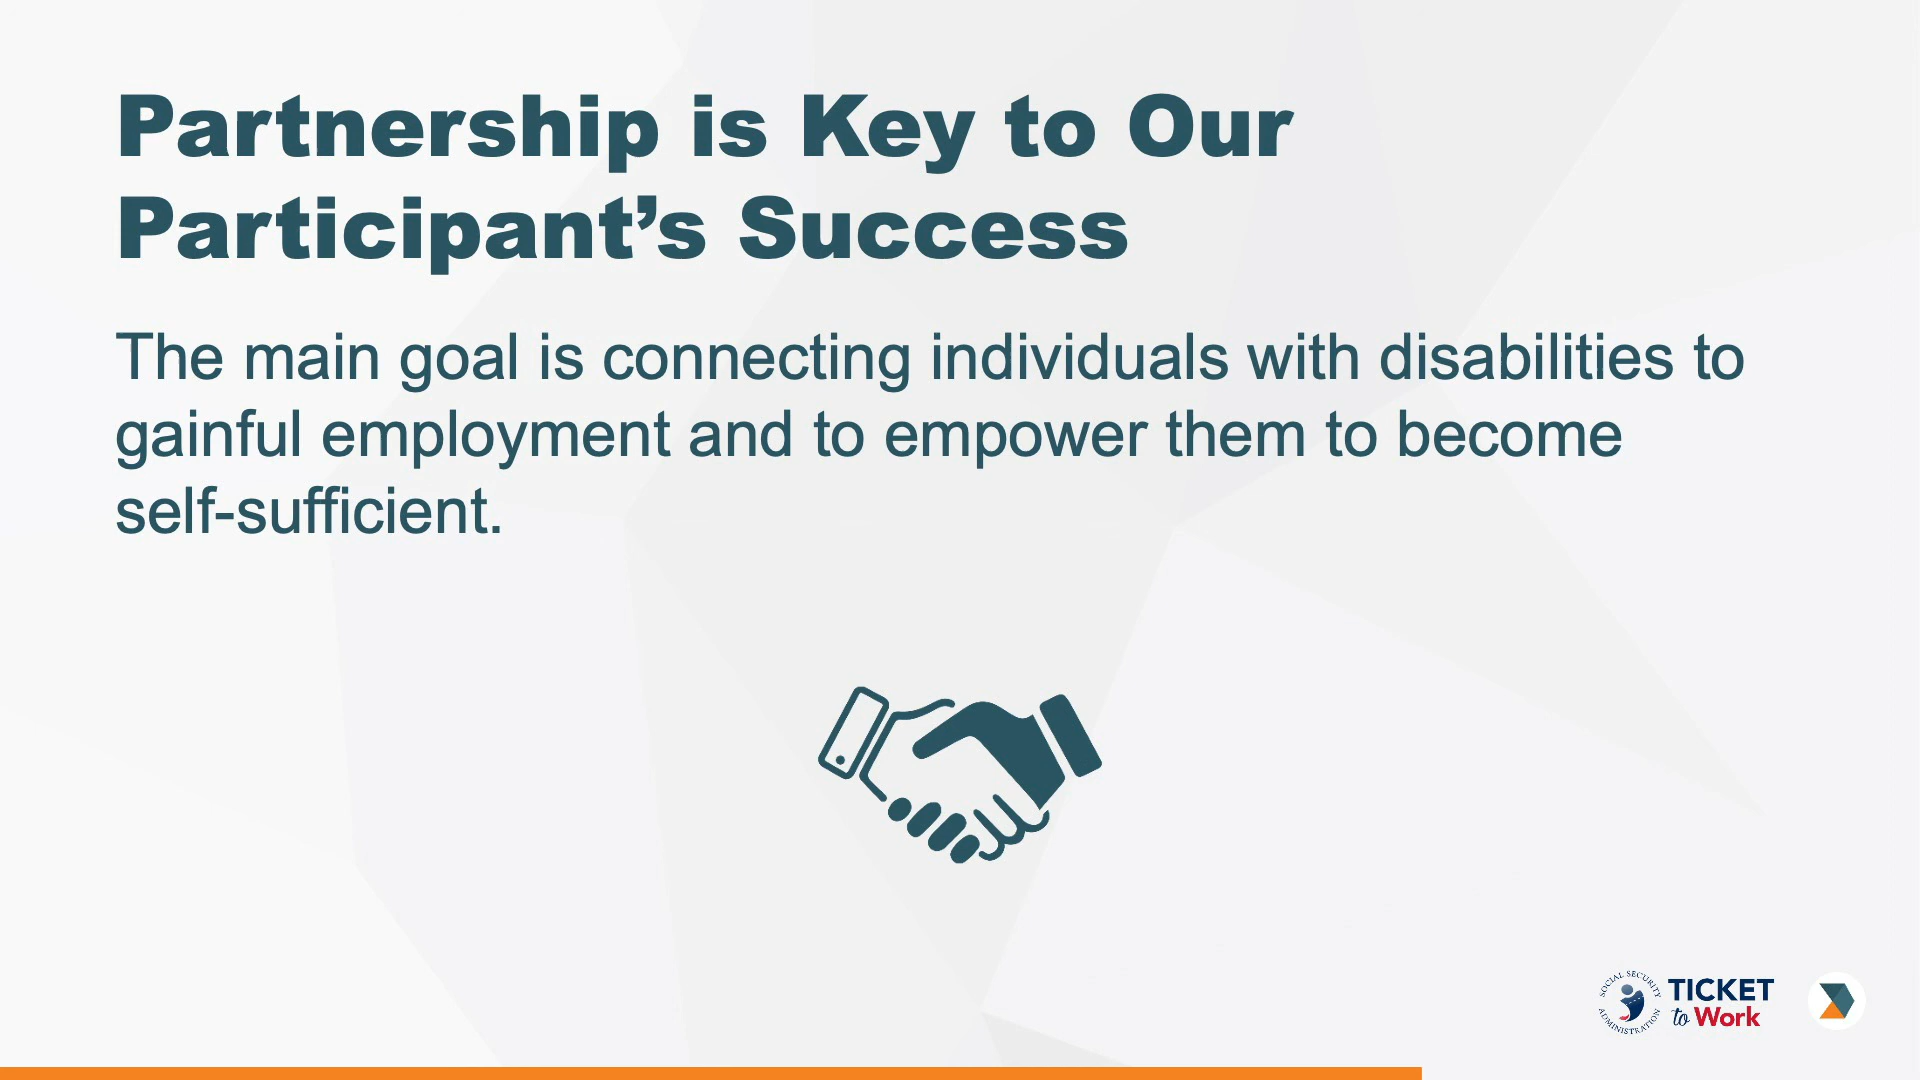 Partnership is Key to Our
Participant’s Success
The main goal is connecting individuals with disabilities to
gainful employment and to empower them to become
self-sufficient.
SOCIAL SECURITY
ADMINISTRATION
TICKET
to Work